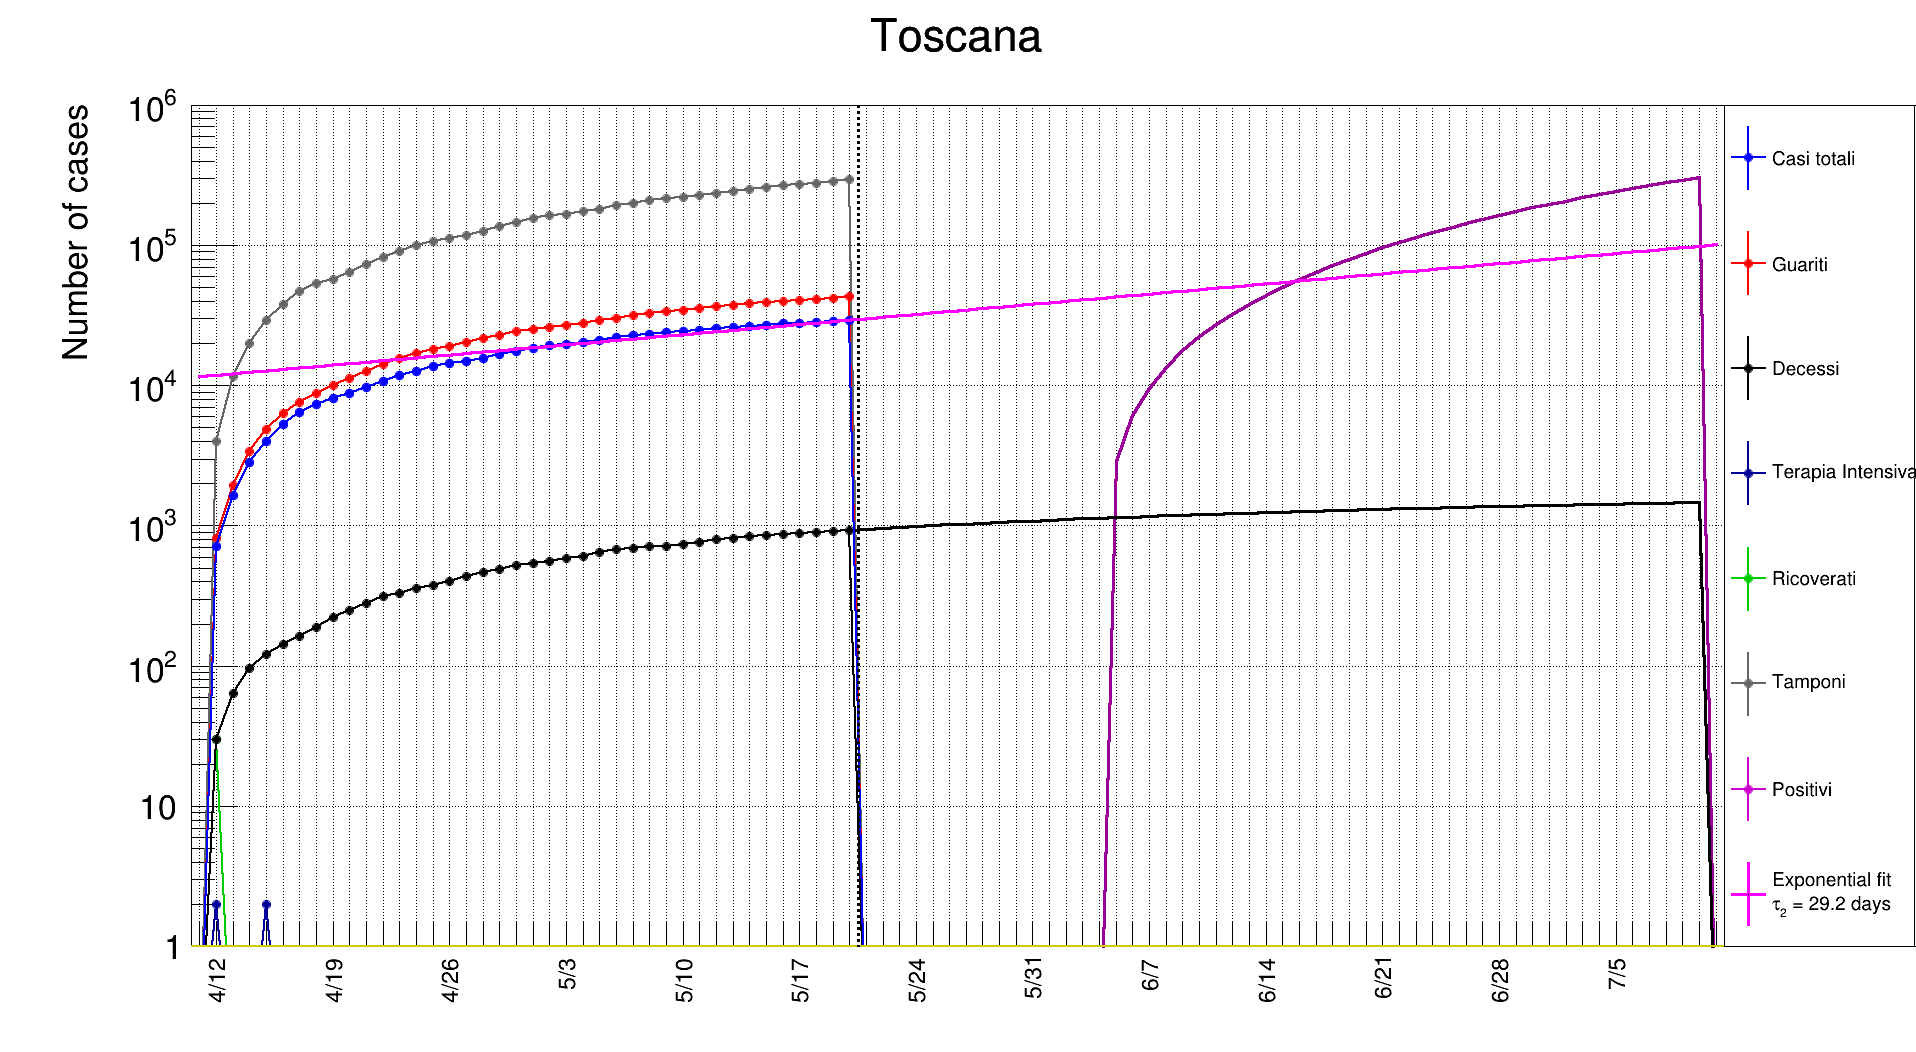 Toscana
Number of cases
10^6
10^5
10^4
10^3
10^2
10
1
4/12
4/19
4/26
5/3
5/10
5/17
5/24
5/31
6/7
6/14
6/21
6/28
7/5
Casi totali
Guariti
Decessi
Terapia Intensiva
Ricoverati
Tamponi
Positivi
Exponential fit
τ₂ = 29.2 days